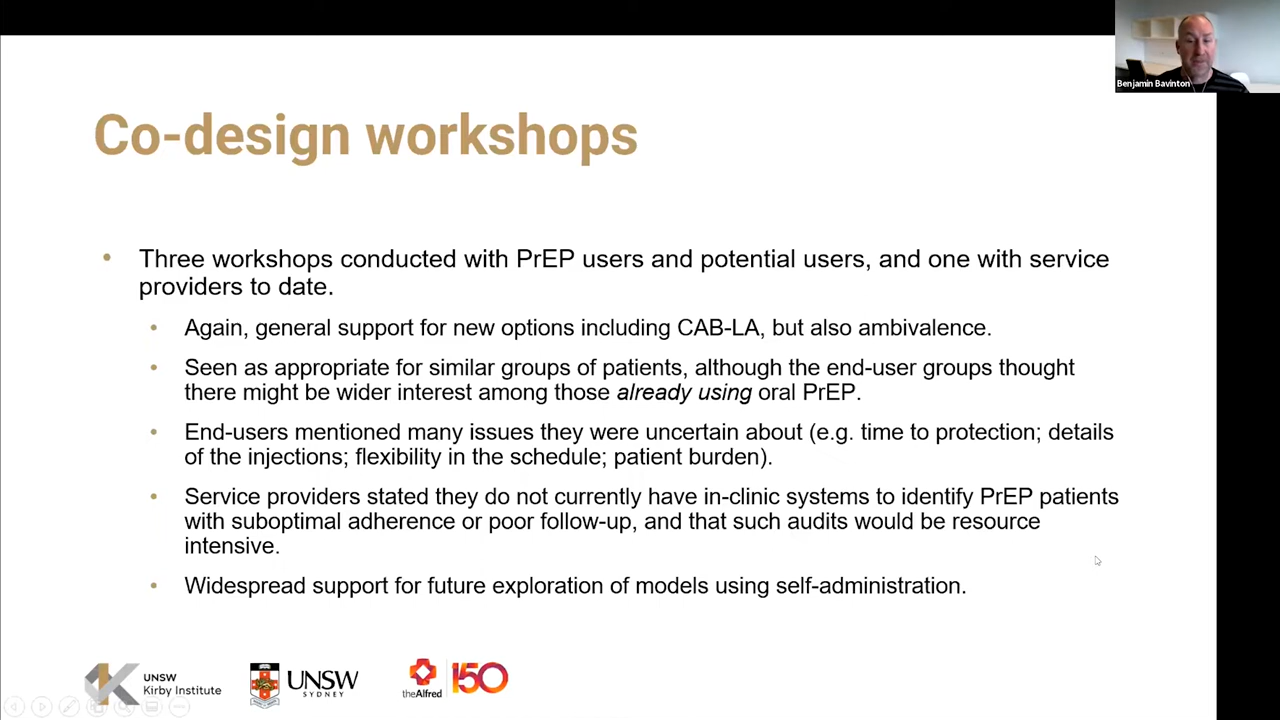 Benjamin Bavinton
Co-design workshops
• Three workshops conducted with PrEP users and potential users, and one with service
providers to date.
• Again, general support for new options including CAB-LA, but also ambivalence.
• Seen as appropriate for similar groups of patients, although the end-user groups thought
there might be wider interest among those already using oral PrEP.
• End-users mentioned many issues they were uncertain about (e.g. time to protection; details
of the injections; flexibility in the schedule; patient burden).
• Service providers stated they do not currently have in-clinic systems to identify PrEP patients
with suboptimal adherence or poor follow-up, and that such audits would be resource
intensive.
• Widespread support for future exploration of models using self-administration.
UNSW
Kirby Institute
UNSW
SYDNEY
theAlfred
150